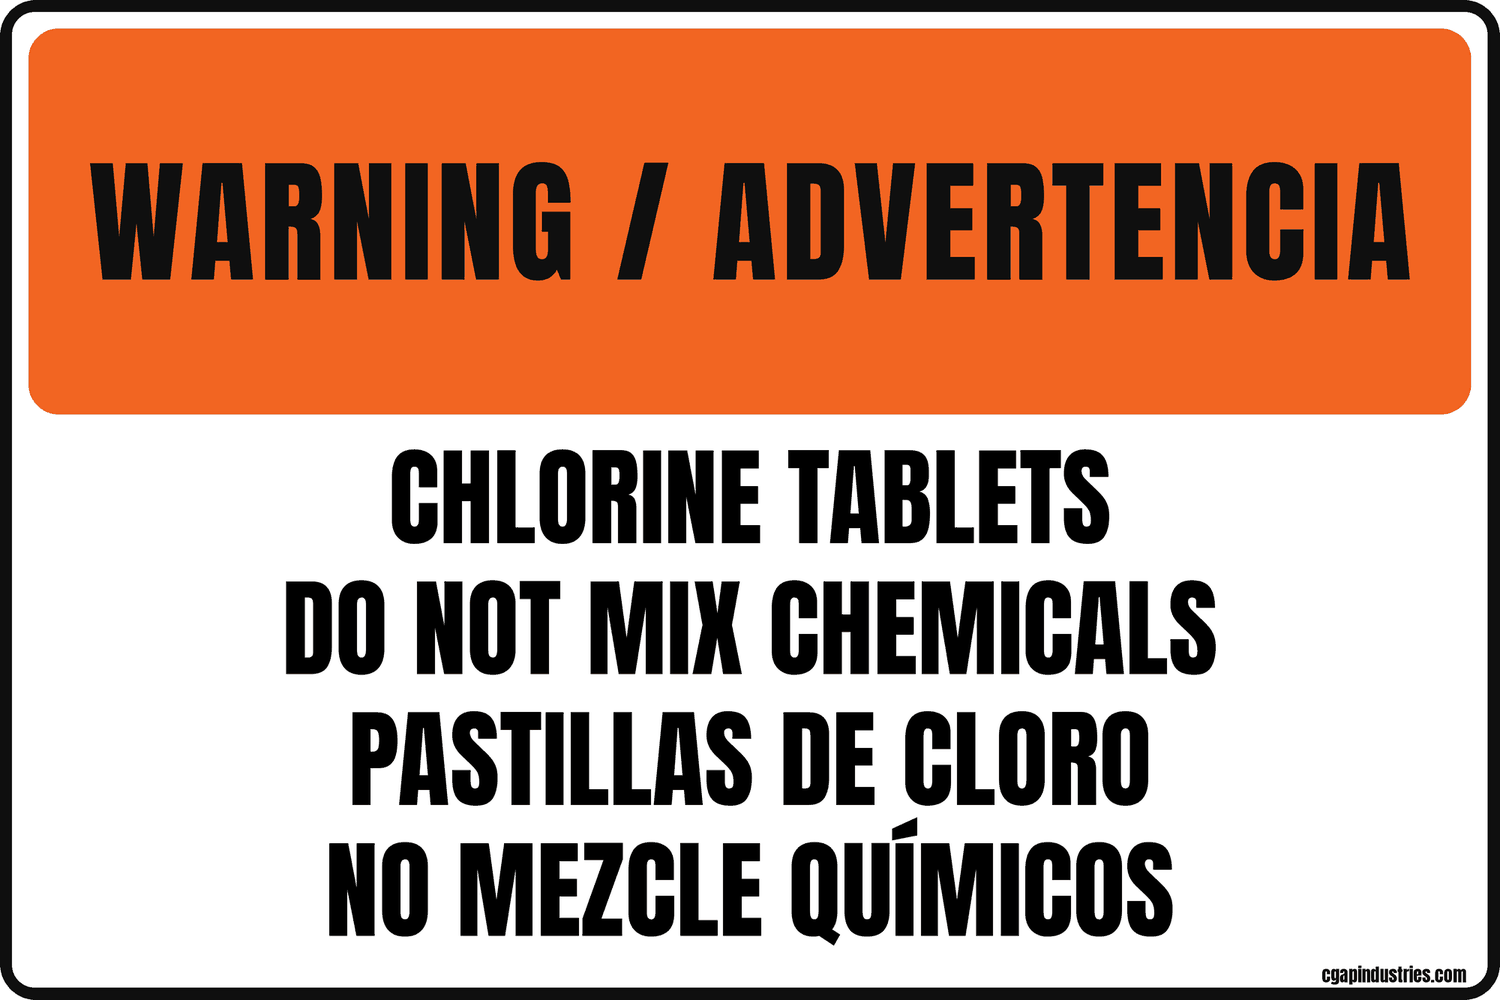 WARNING / ADVERTENCIA
CHLORINE TABLETS
DO NOT MIX CHEMICALS
PASTILLAS DE CLORO
NO MEZCLE QUÍMICOS
cgapindustries.com